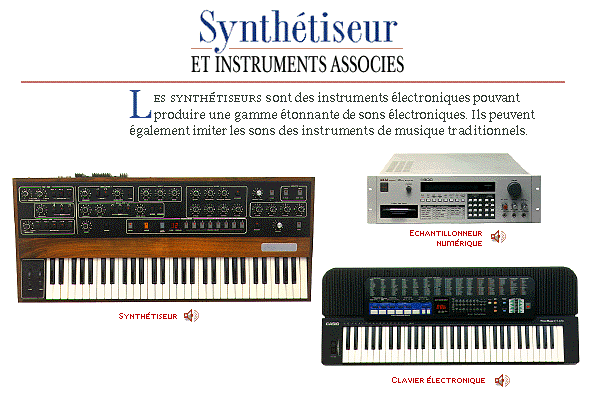 Synthétiseur
ET INSTRUMENTS ASSOCIES
LES SYNTHÉTISEURS sont des instruments électroniques pouvant
produire une gamme étonnante de sons électroniques. Ils peuvent
également imiter les sons des instruments de musique traditionnels.
ECHANTILLONNEUR
NUMÉRIQUE
SYNTHÉTISEUR
CASIO
CLAVIER ÉLECTRONIQUE